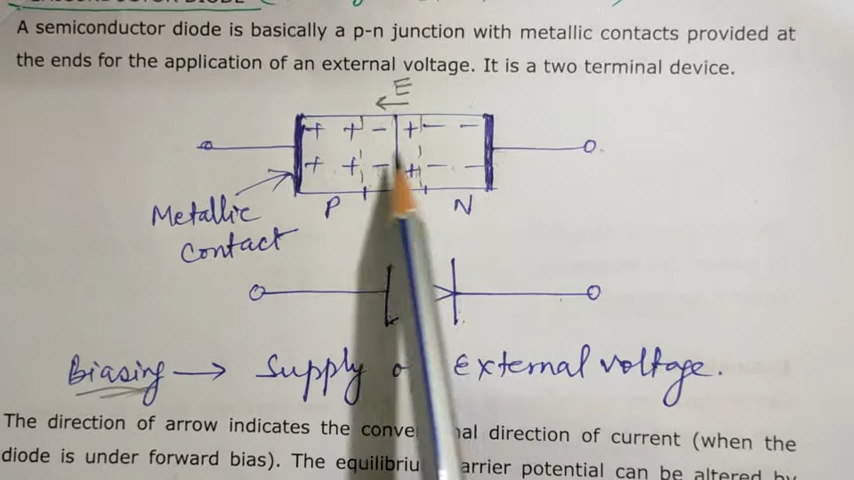 A semiconductor diode is basically a p-n junction with metallic contacts provided at
the ends for the application of an external voltage. It is a two terminal device.
E
+ + - + - -
+ + - + - -
P N
Metallic
Contact
Biasing → Supply external voltage.
The direction of arrow indicates the direction of current (when the
diode is under forward bias). The potential can be altered by